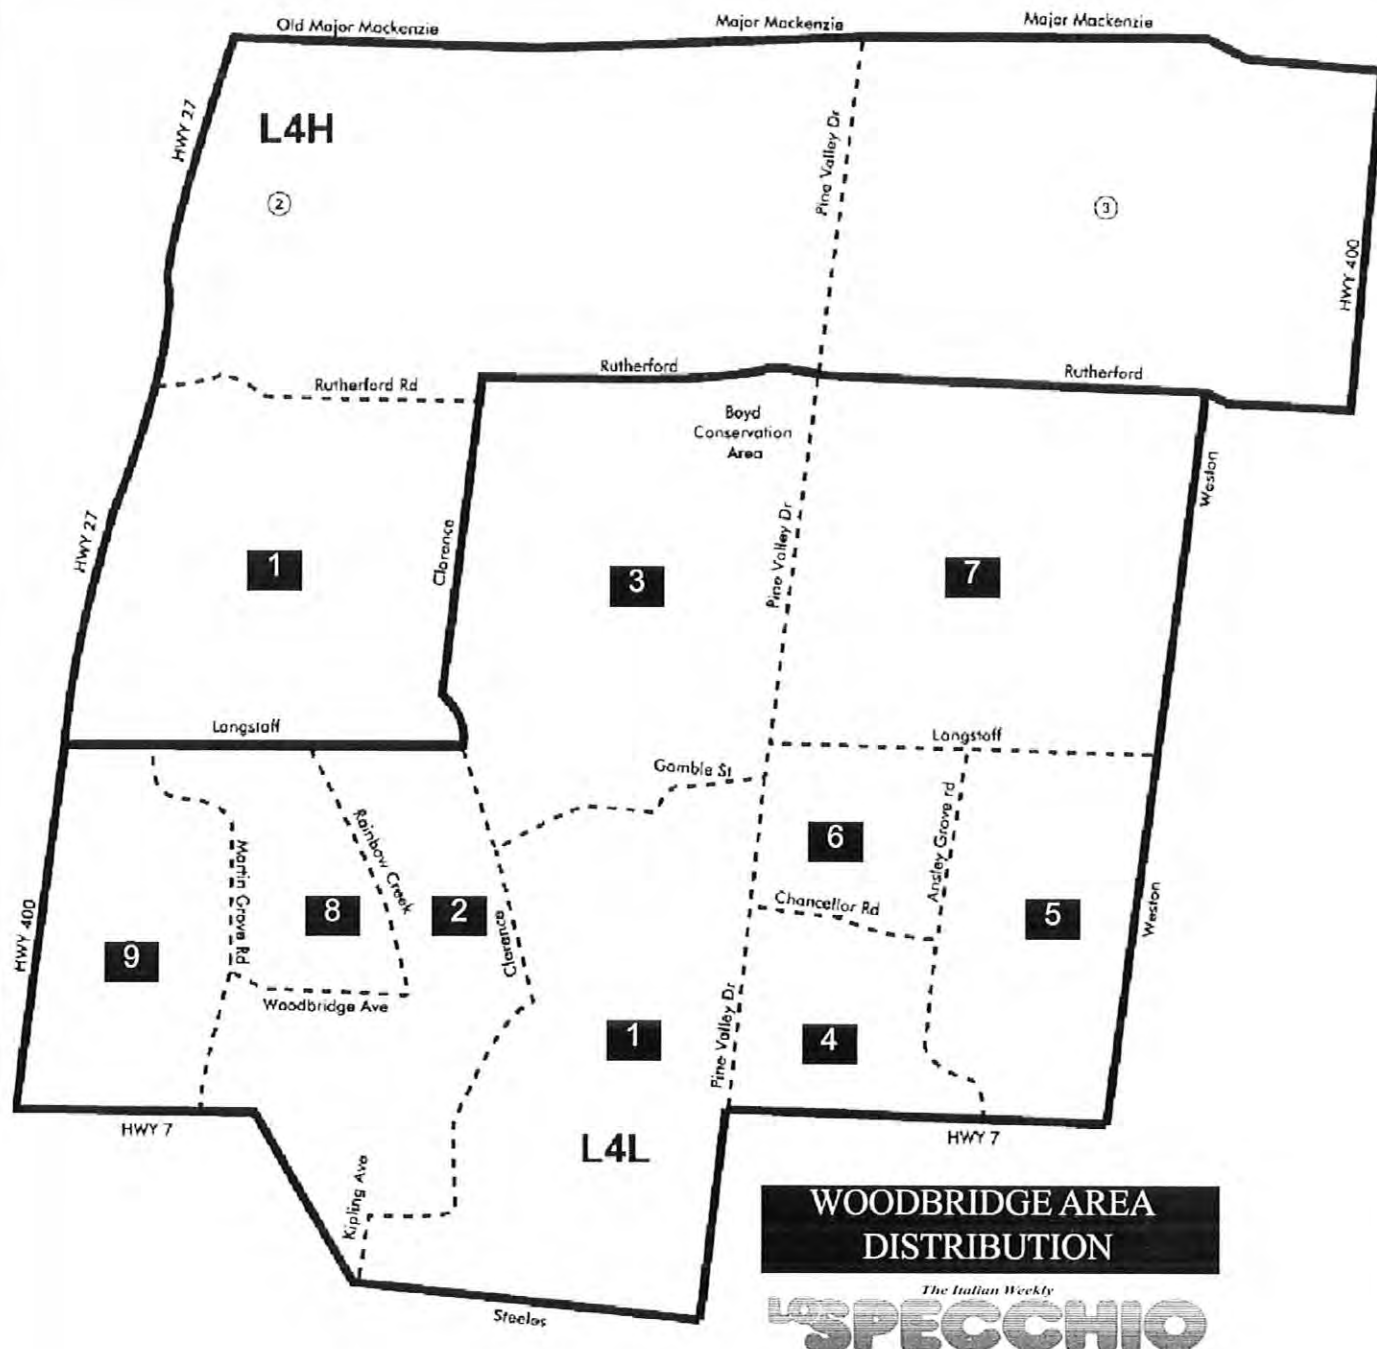 Old Major Mackenzie
Major Mackenzie
Major Mackenzie
HWY 27
L4H
2
Pine Valley Dr
3
HWY 400
Rutherford Rd
Rutherford
Rutherford
Boyd
Conservation
Area
Weston
HWY 27
Clarence
Pine Valley Dr
1
3
7
Langstaff
Langstaff
Gamble St
Rainbow Creek
Martin Grove Rd
6
Ansley Grove rd
Chancellor Rd
8
2
Clarence
5
Weston
HWY 400
9
Woodbridge Ave
1
Pine Valley Dr
4
HWY 7
HWY 7
L4L
Kipling Ave
Steeles
WOODBRIDGE AREA
DISTRIBUTION
The Italian Weekly
LO SPECCHIO